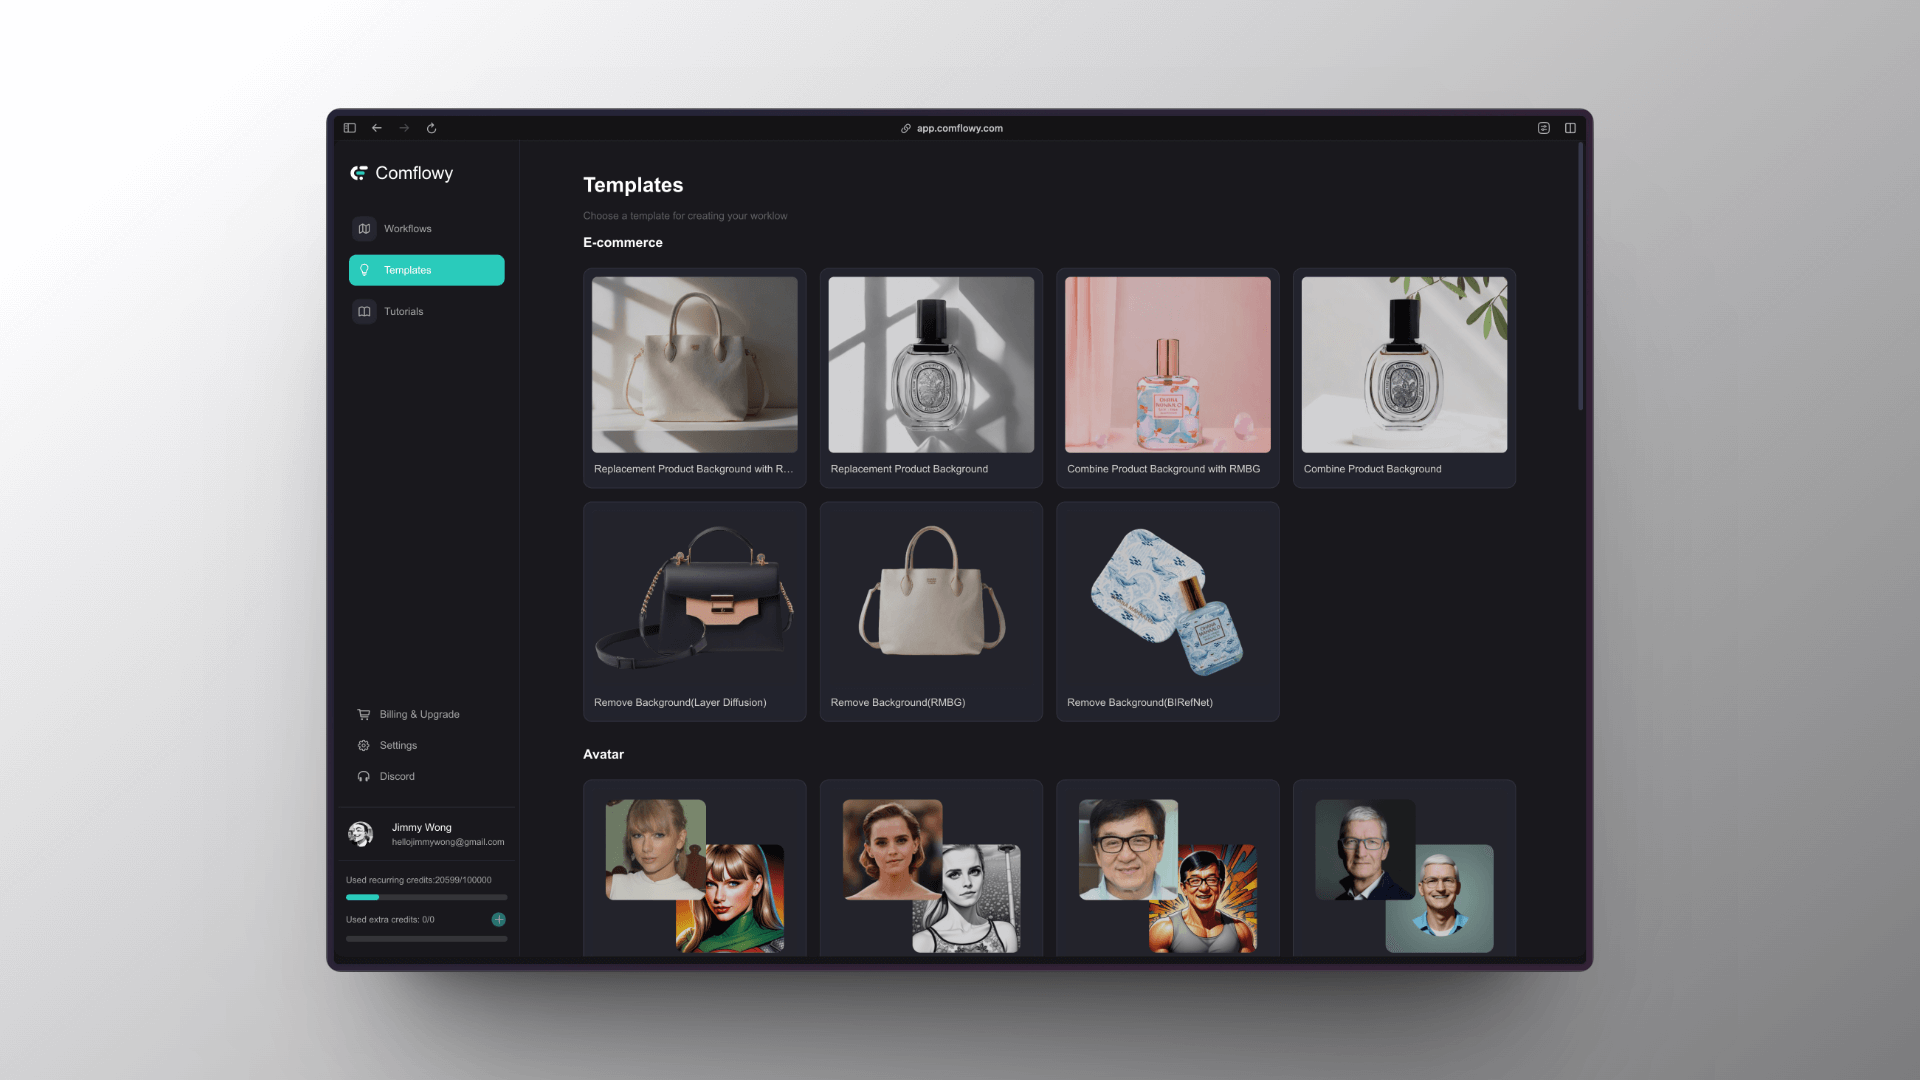 app.comflowy.com
Comflowy
Workflows
Templates
Tutorials
Billing & Upgrade
Settings
Discord
Jimmy Wong
hellojimmywong@gmail.com
Used recurring credits:20599/100000
Used extra credits: 0/0
Templates
Choose a template for creating your worklow
E-commerce
Replacement Product Background with R...
Replacement Product Background
Combine Product Background with RMBG
Combine Product Background
Remove Background(Layer Diffusion)
Remove Background(RMBG)
Remove Background(BIRefNet)
Avatar